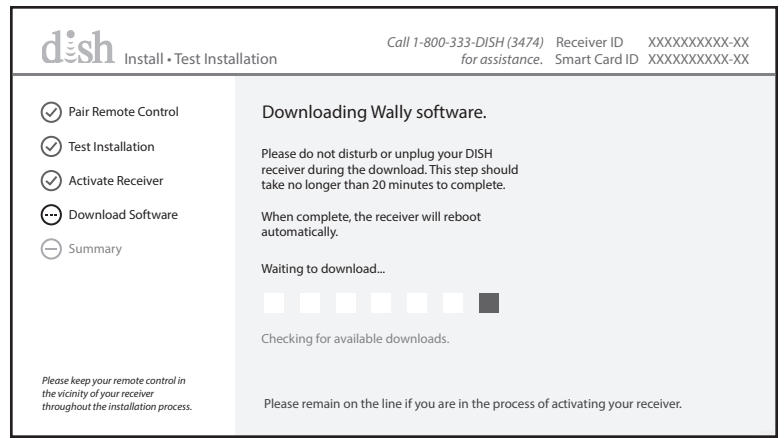 dish Install • Test Installation
Call 1-800-333-DISH (3474) Receiver ID XXXXXXXXXX-XX
for assistance. Smart Card ID XXXXXXXXXX-XX
Pair Remote Control
Test Installation
Activate Receiver
Download Software
Summary
Please keep your remote control in
the vicinity of your receiver
throughout the installation process.
Downloading Wally software.
Please do not disturb or unplug your DISH
receiver during the download. This step should
take no longer than 20 minutes to complete.
When complete, the receiver will reboot
automatically.
Waiting to download...
Checking for available downloads.
Please remain on the line if you are in the process of activating your receiver.